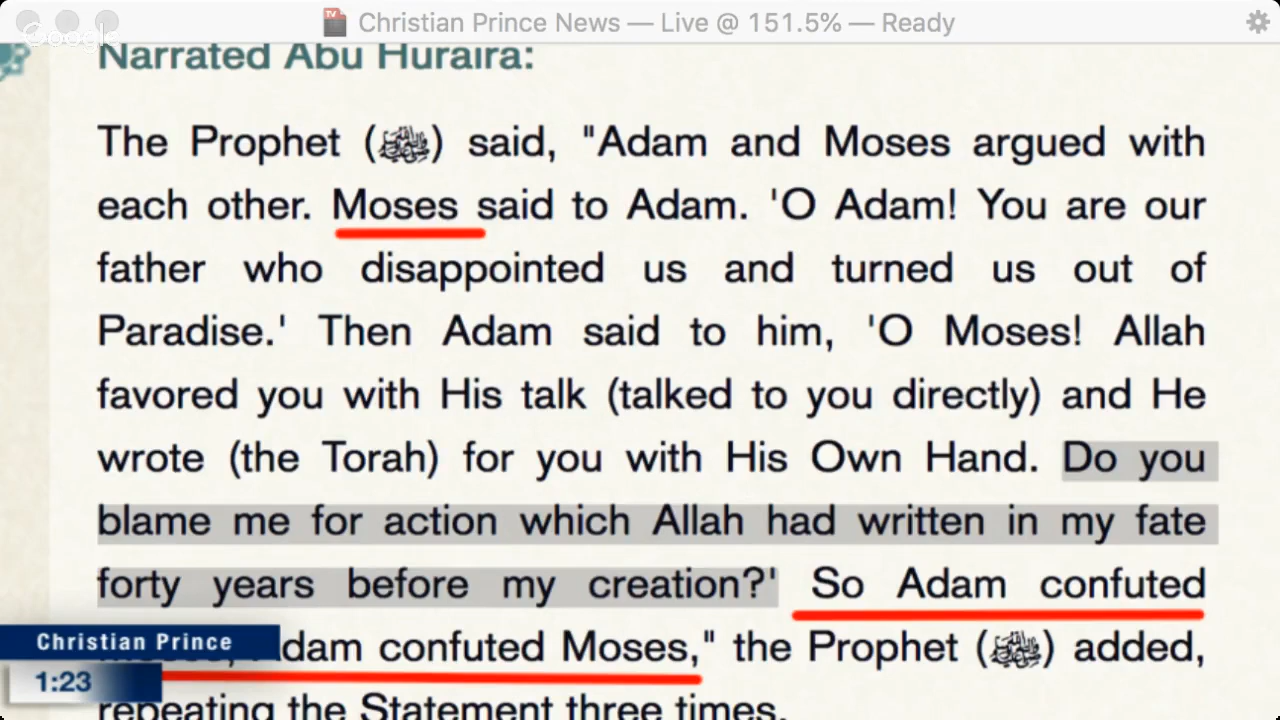 Christian Prince News — Live @ 151.5% — Ready
Google
Narrated Abu Huraira:
The Prophet (ﷺ) said, "Adam and Moses argued with
each other. Moses said to Adam. 'O Adam! You are our
father who disappointed us and turned us out of
Paradise.' Then Adam said to him, 'O Moses! Allah
favored you with His talk (talked to you directly) and He
wrote (the Torah) for you with His Own Hand. Do you
blame me for action which Allah had written in my fate
forty years before my creation?' So Adam confuted
Moses, Adam confuted Moses," the Prophet (ﷺ) added,
repeating the Statement three times.
Christian Prince
1:23